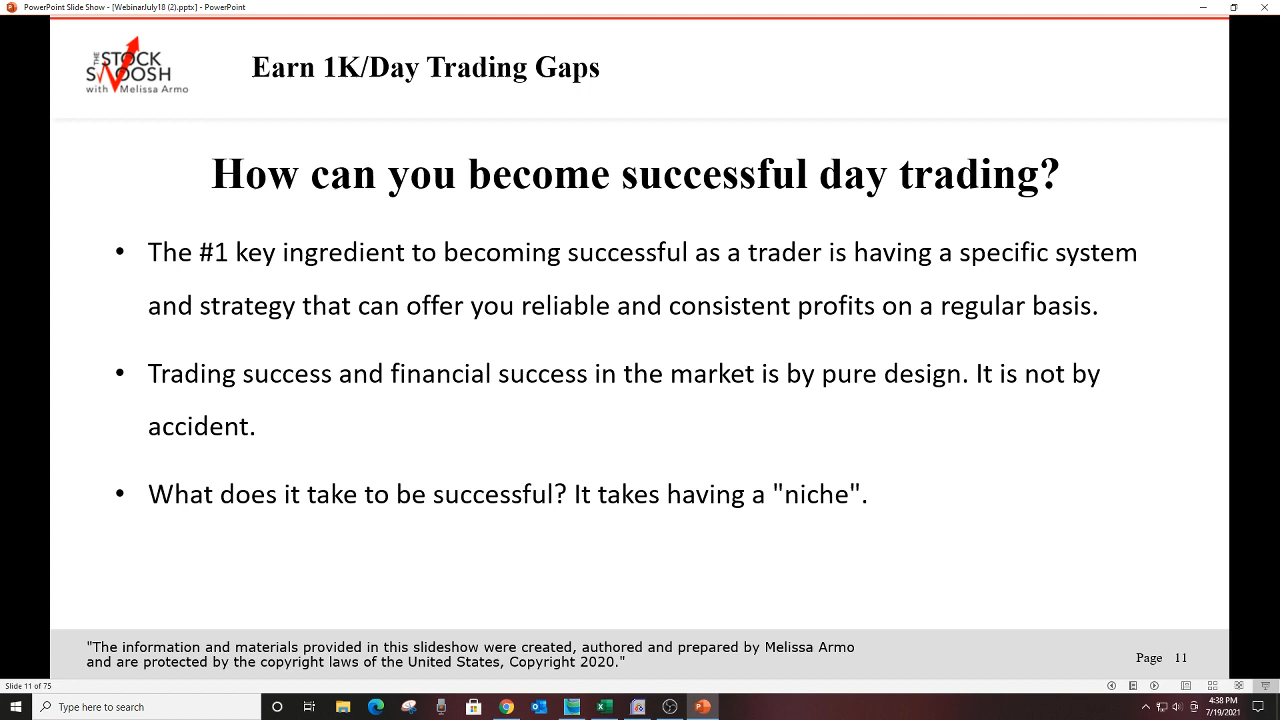 PowerPoint Slide Show - [WebinarJuly18 (2).pptx] - PowerPoint
THE STOCK
SWOOSH
with Melissa Armo
Earn 1K/Day Trading Gaps
How can you become successful day trading?
• The #1 key ingredient to becoming successful as a trader is having a specific system
and strategy that can offer you reliable and consistent profits on a regular basis.
• Trading success and financial success in the market is by pure design. It is not by
accident.
• What does it take to be successful? It takes having a "niche".
"The information and materials provided in this slideshow were created, authored and prepared by Melissa Armo
and are protected by the copyright laws of the United States, Copyright 2020."
Page 11
Slide 11 of 75
Type here to search
4:38 PM
7/19/2021